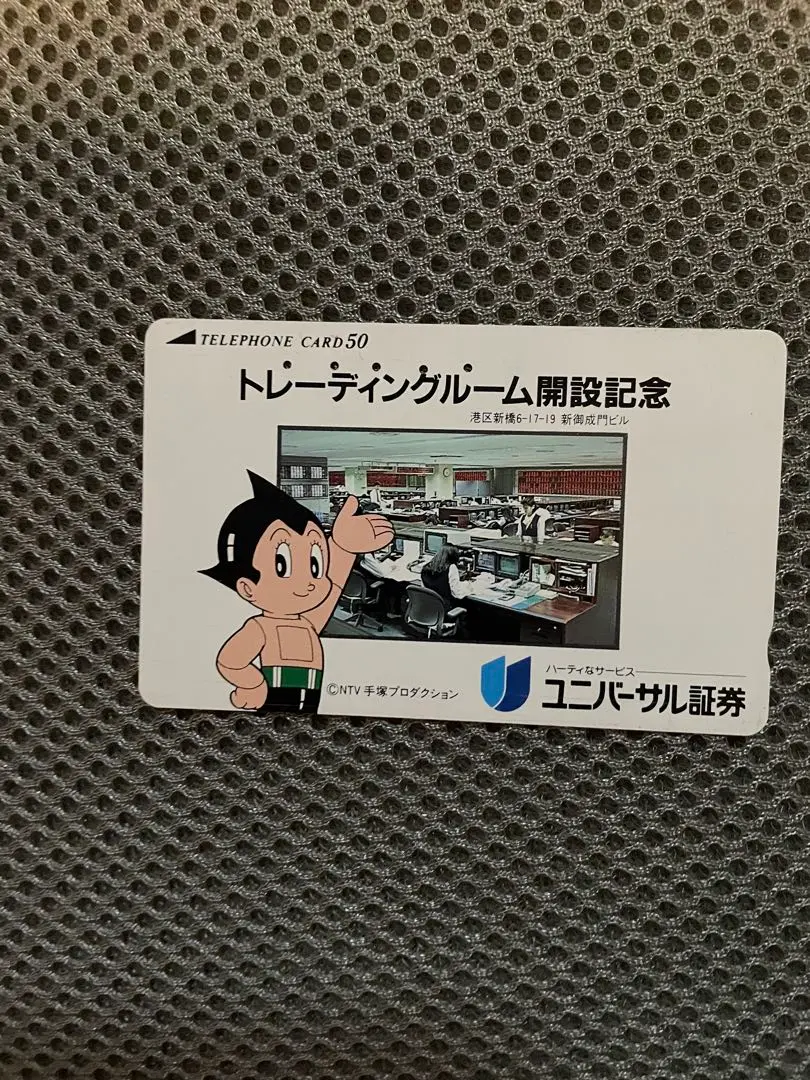 TELEPHONE CARD 50
トレーディングルーム開設記念
港区新橋6-17-19 新御成門ビル
©NTV 手塚プロダクション
ハーティなサービス
ユニバーサル証券